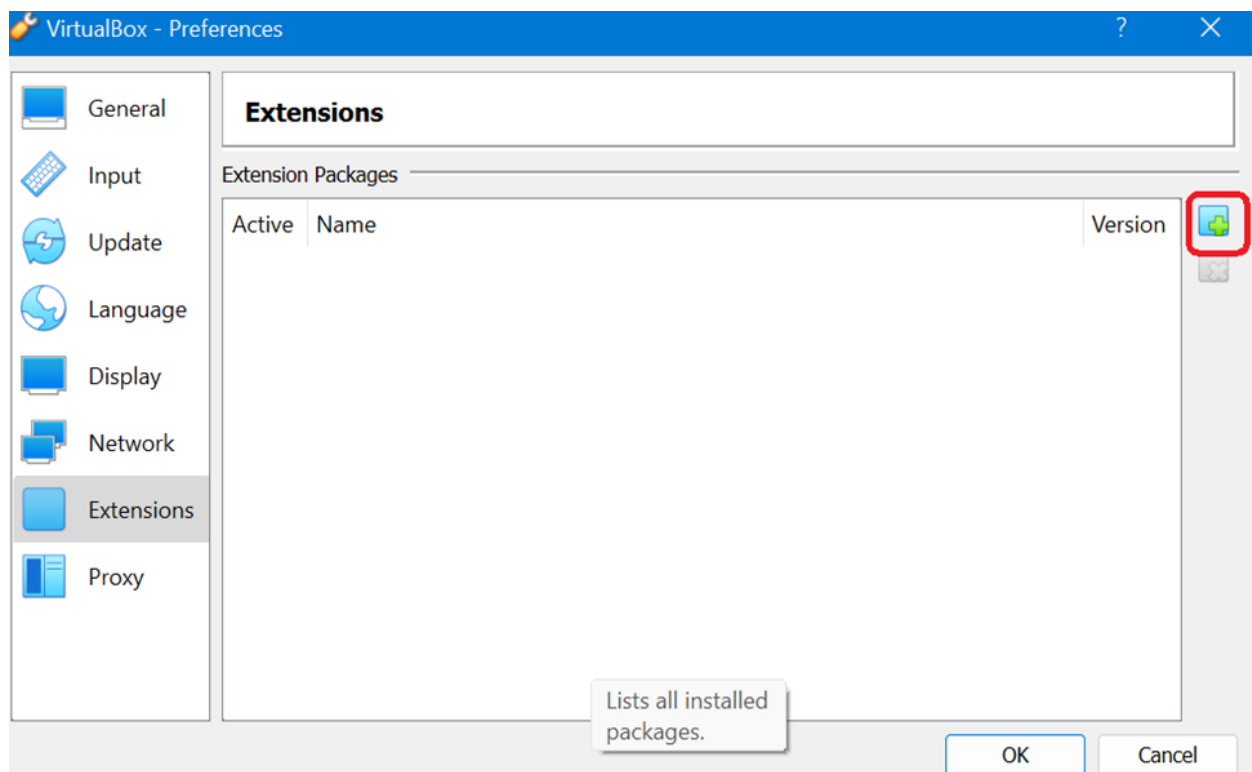 VirtualBox - Preferences ?
General
Input
Update
Language
Display
Network
Extensions
Proxy
Extensions
Extension Packages
Active Name Version
Lists all installed
packages.
OK Cancel